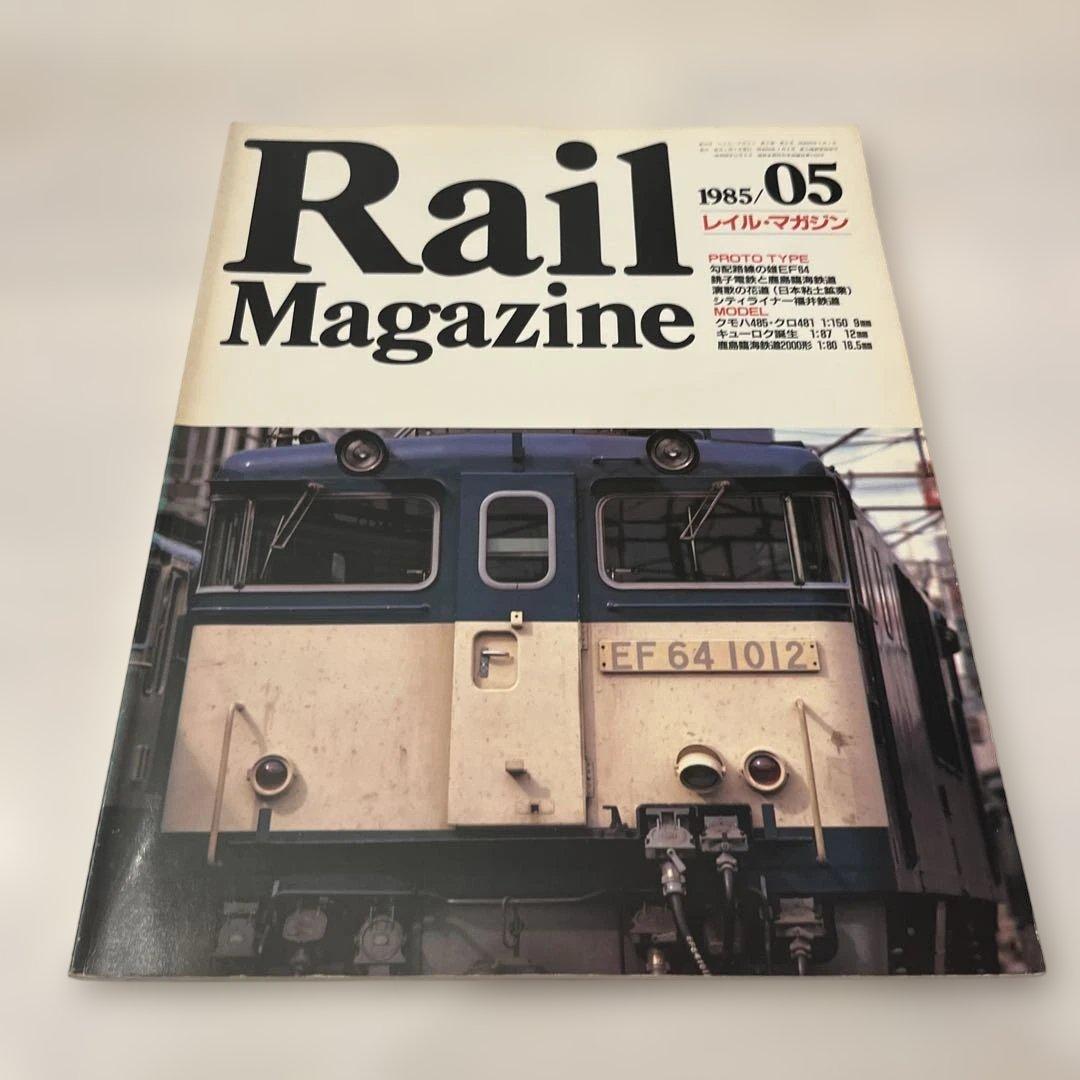 Rail
Magazine
1985/05
レイル・マガジン
PROTO TYPE
勾配路線の雄EF64
銚子電鉄と鹿島臨海鉄道
演歌の花道(日本粘土鉱業)
シティライナー福井鉄道
MODEL
クモハ485・クロ481 1:150 9㎜
キューロク誕生 1:87 12㎜
鹿島臨海鉄道2000形 1:80 16.5㎜
EF 64 1012